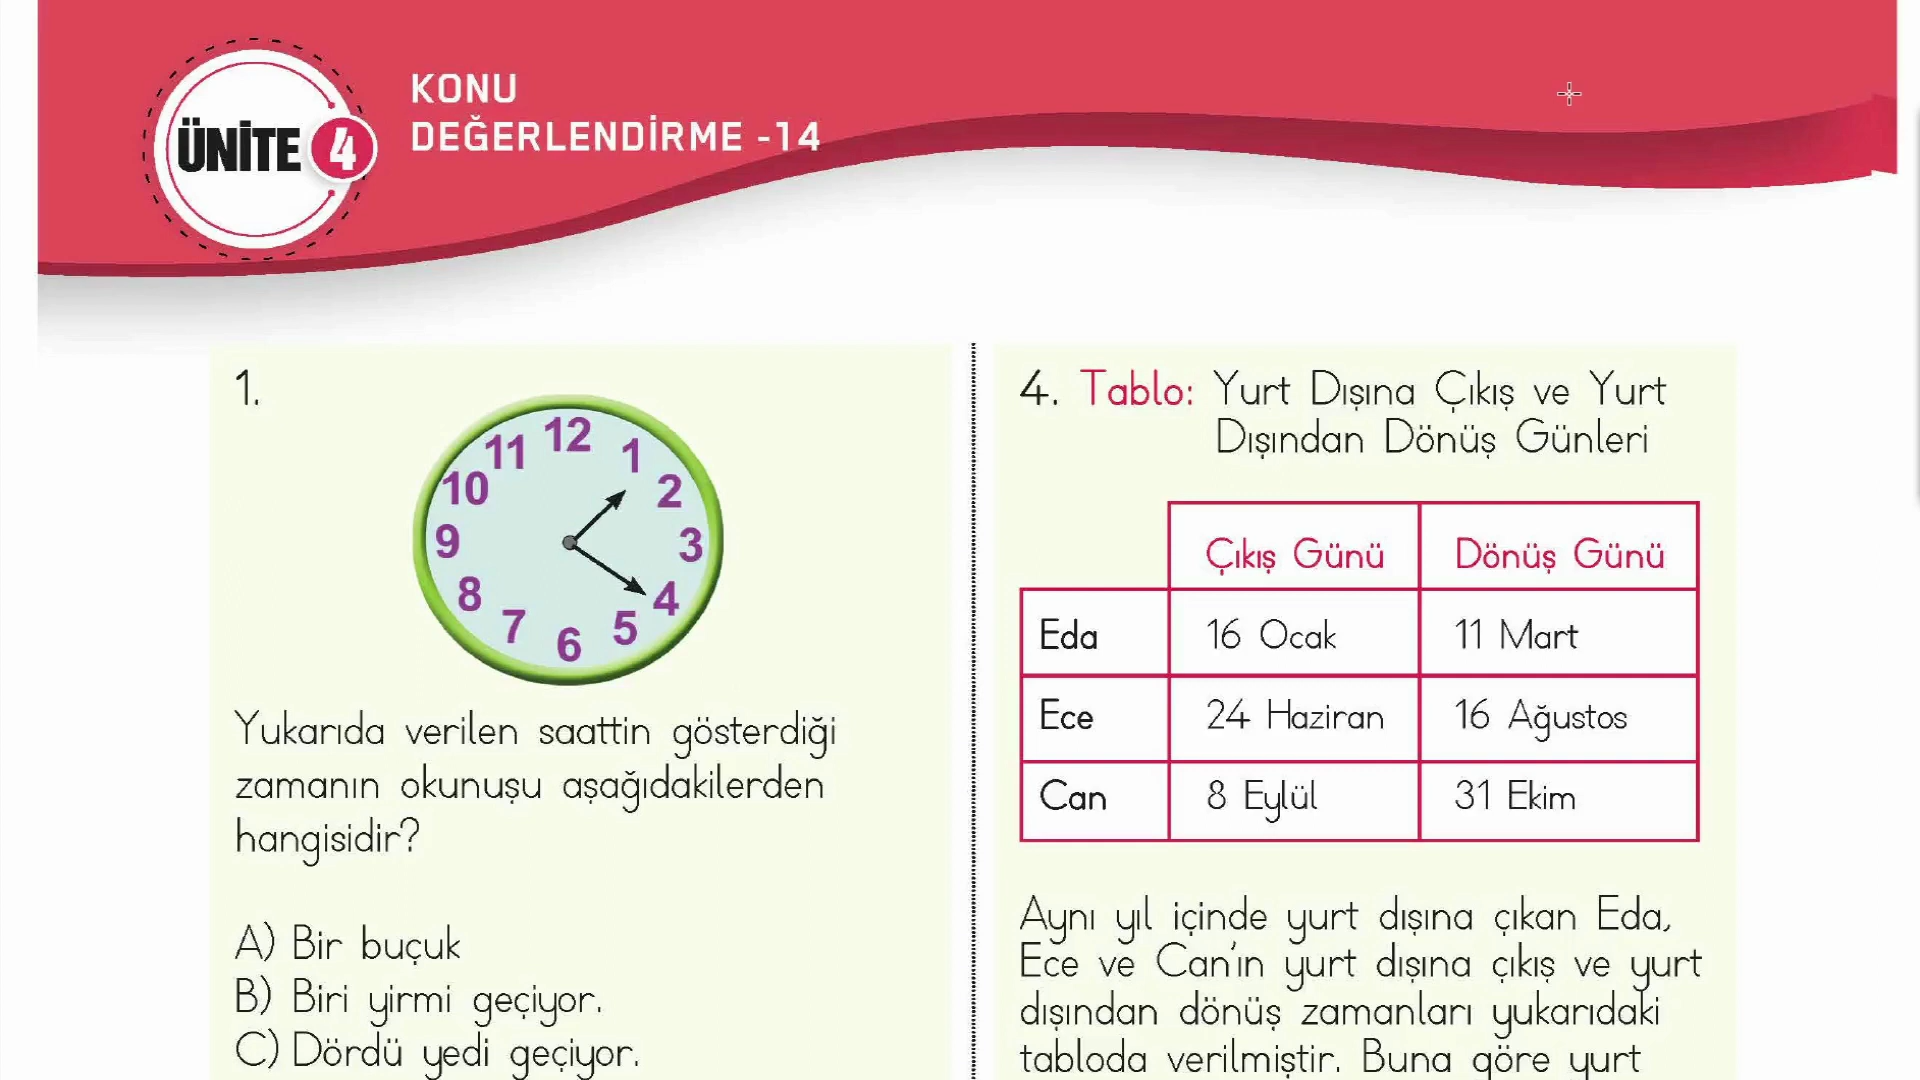 ÜNİTE 4
KONU
DEĞERLENDİRME -14
1.
12
11
1
10
2
9
3
8
4
7
5
6
Yukarıda verilen saattin gösterdiği
zamanın okunuşu aşağıdakilerden
hangisidir?
A) Bir buçuk
B) Biri yirmi geçiyor.
C) Dördü yedi geçiyor.
4. Tablo: Yurt Dışına Çıkış ve Yurt
Dışından Dönüş Günleri
Çıkış Günü Dönüş Günü
Eda 16 Ocak 11 Mart
Ece 24 Haziran 16 Ağustos
Can 8 Eylül 31 Ekim
Aynı yıl içinde yurt dışına çıkan Eda,
Ece ve Can'ın yurt dışına çıkış ve yurt
dışından dönüş zamanları yukarıdaki
tabloda verilmiştir. Buna göre yurt